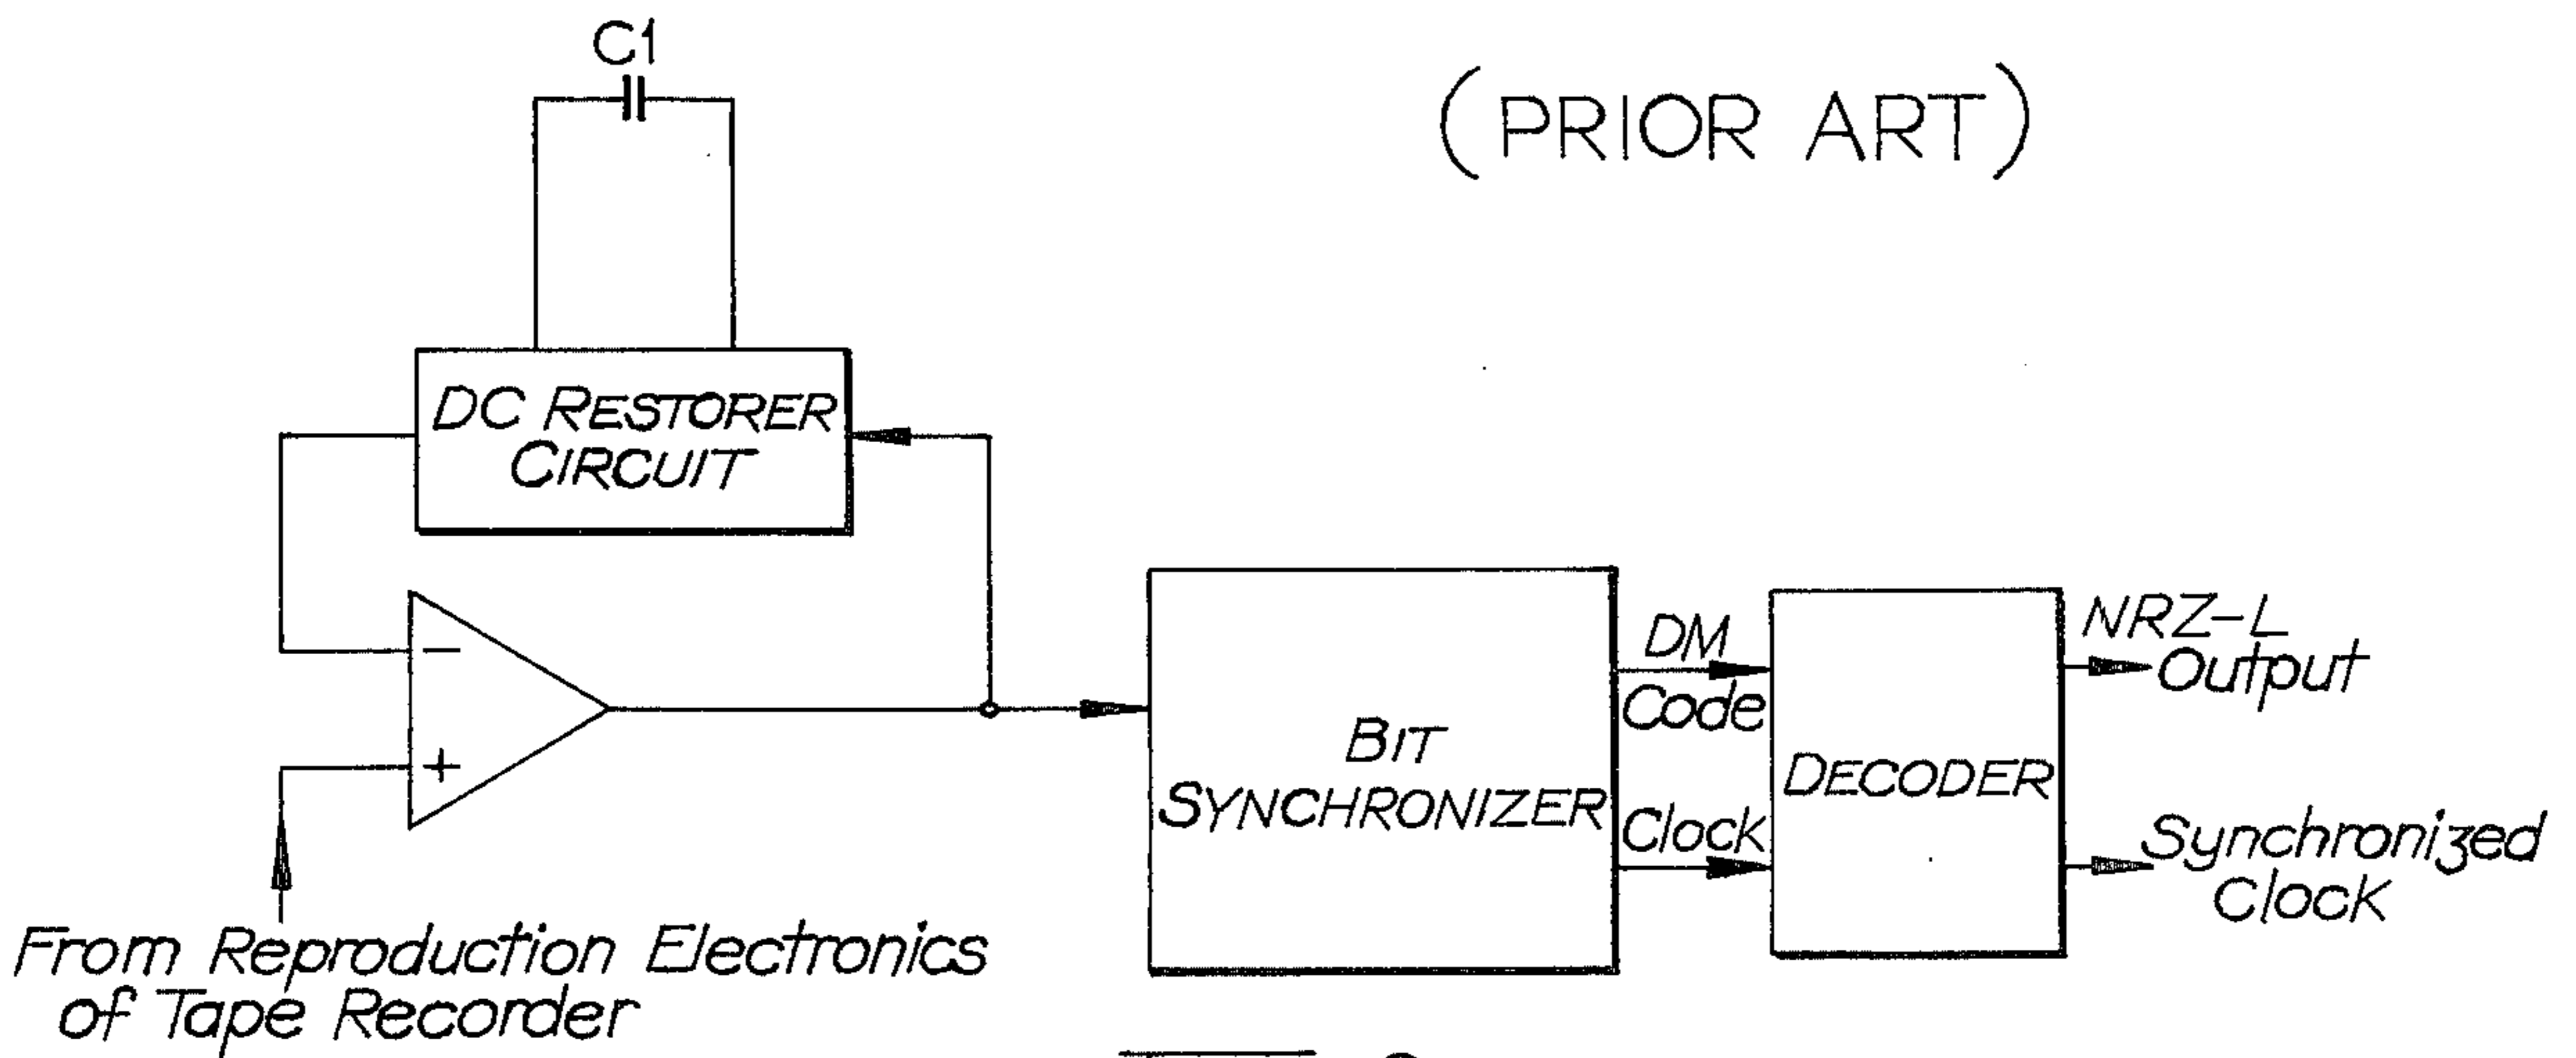 C1
(PRIOR ART)
DC RESTORER
CIRCUIT
−
+
From Reproduction Electronics
of Tape Recorder
BIT
SYNCHRONIZER
DM
Code
Clock
DECODER
NRZ-L
Output
Synchronized
Clock